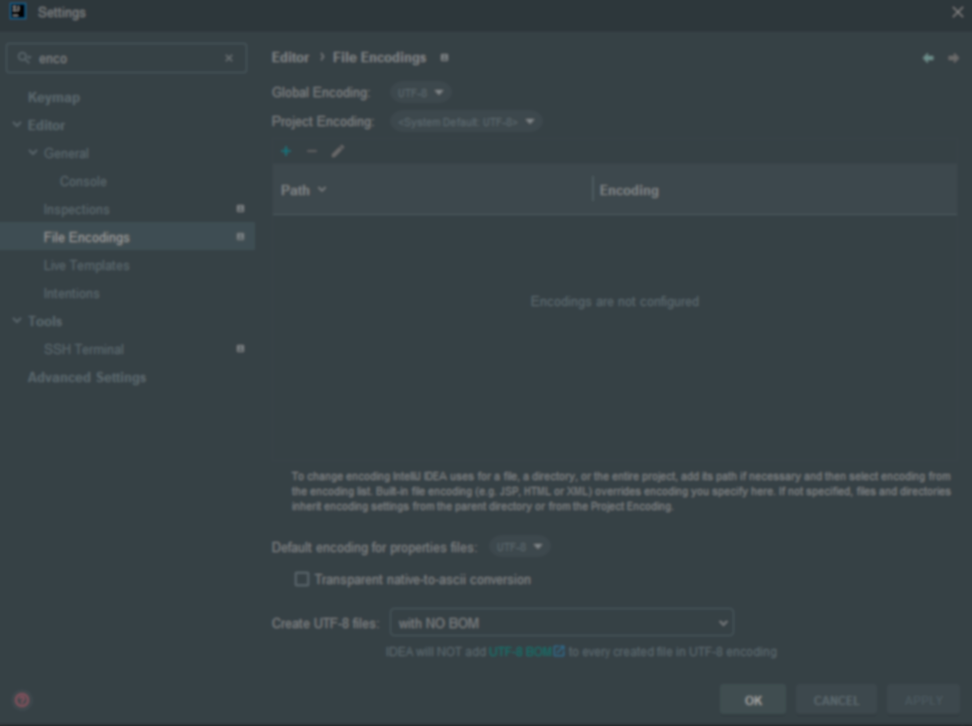 Settings
enco
Keymap
Editor
General
Console
Inspections
File Encodings
Live Templates
Intentions
Tools
SSH Terminal
Advanced Settings
Editor › File Encodings
Global Encoding: UTF-8
Project Encoding: <System Default: UTF-8>
Path Encoding
Encodings are not configured
To change encoding IntelliJ IDEA uses for a file, a directory, or the entire project, add its path if necessary and then select encoding from
the encoding list. Built-in file encoding (e.g. JSP, HTML or XML) overrides encoding you specify here. If not specified, files and directories
inherit encoding settings from the parent directory or from the Project Encoding.
Default encoding for properties files: UTF-8
Transparent native-to-ascii conversion
Create UTF-8 files: with NO BOM
IDEA will NOT add UTF-8 BOM to every created file in UTF-8 encoding
OK CANCEL APPLY